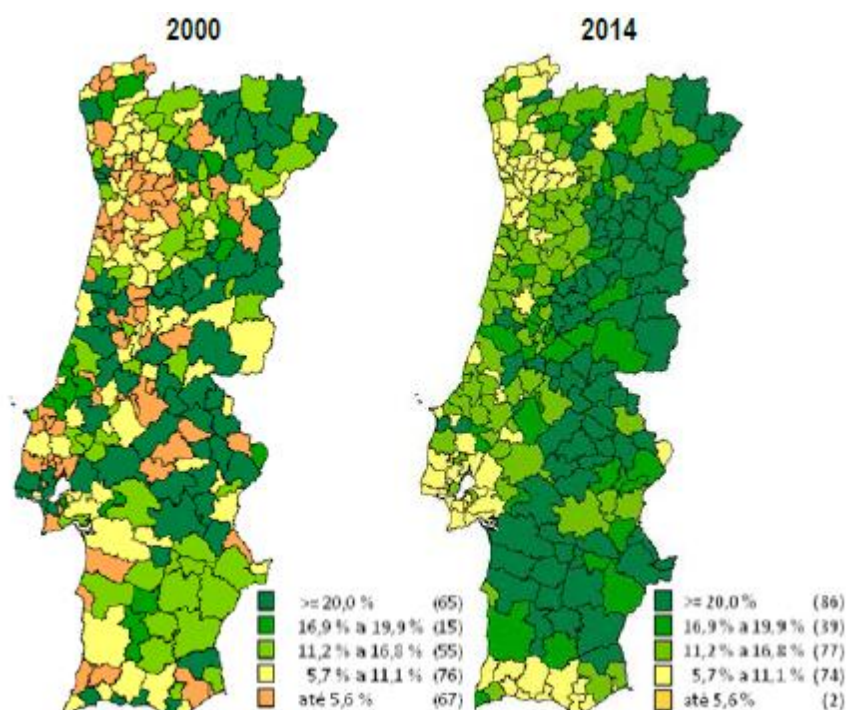 2000
2014
>= 20,0 % (65)
16,9 % a 19,9 % (15)
11,2 % a 16,8 % (55)
5,7 % a 11,1 % (76)
até 5,6 % (67)
>= 20,0 % (86)
16,9 % a 19,9 % (39)
11,2 % a 16,8 % (77)
5,7 % a 11,1 % (74)
até 5,6 % (2)